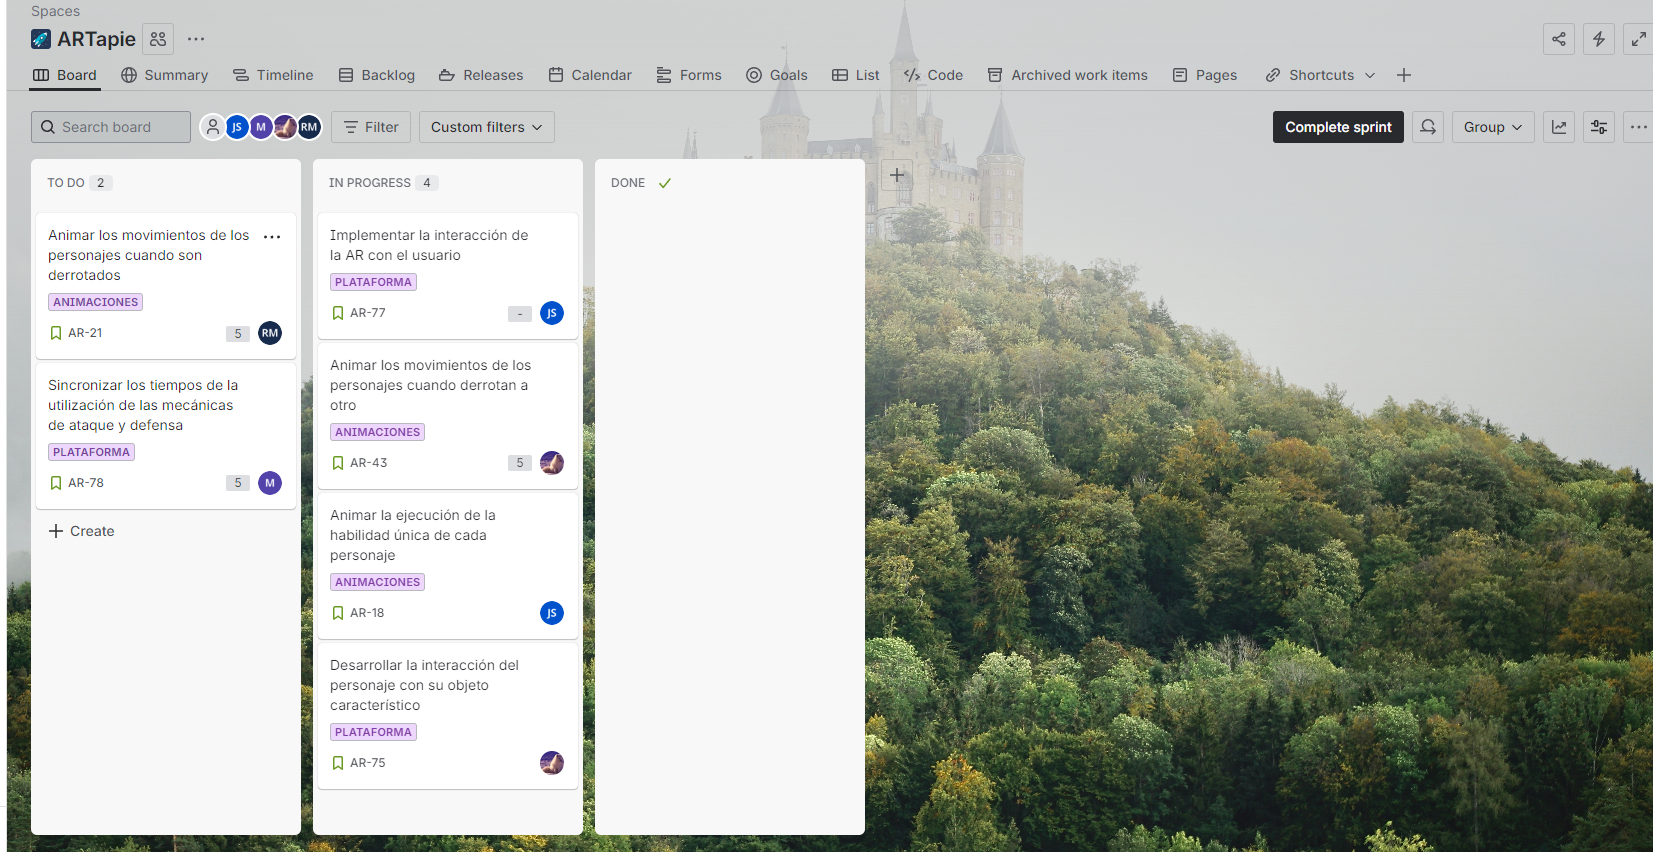 Spaces
ARTapie
Board Summary Timeline Backlog Releases Calendar Forms Goals List Code Archived work items Pages Shortcuts
Search board JS M RM Filter Custom filters Complete sprint Group
TO DO 2
Animar los movimientos de los
personajes cuando son
derrotados
ANIMACIONES
AR-21 5 RM
Sincronizar los tiempos de la
utilización de las mecánicas
de ataque y defensa
PLATAFORMA
AR-78 5 M
Create
IN PROGRESS 4
Implementar la interacción de
la AR con el usuario
PLATAFORMA
AR-77 - JS
Animar los movimientos de los
personajes cuando derrotan a
otro
ANIMACIONES
AR-43 5
Animar la ejecución de la
habilidad única de cada
personaje
ANIMACIONES
AR-18 JS
Desarrollar la interacción del
personaje con su objeto
característico
PLATAFORMA
AR-75
DONE